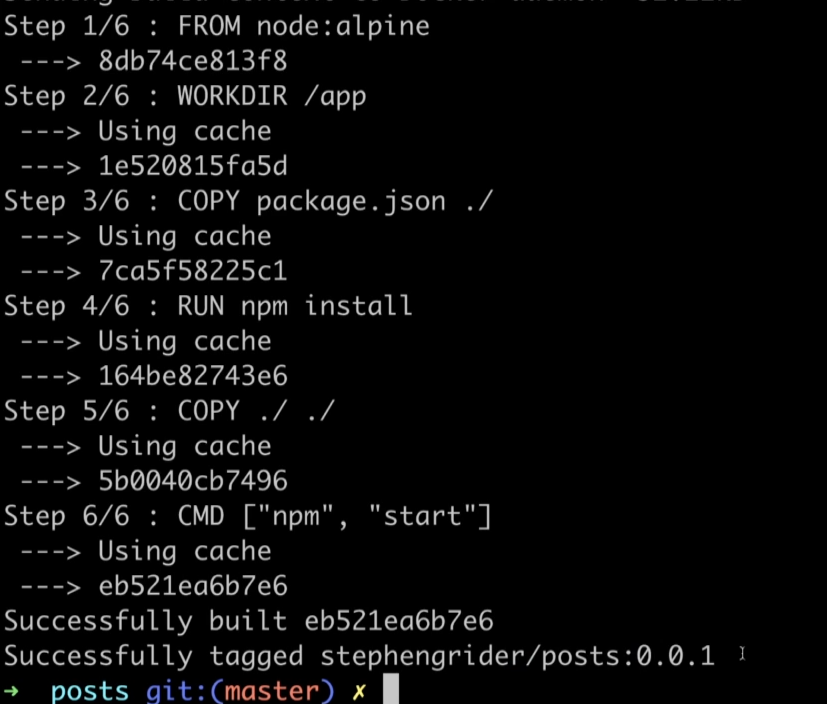 Step 1/6 : FROM node:alpine
 ---> 8db74ce813f8
Step 2/6 : WORKDIR /app
 ---> Using cache
 ---> 1e520815fa5d
Step 3/6 : COPY package.json ./
 ---> Using cache
 ---> 7ca5f58225c1
Step 4/6 : RUN npm install
 ---> Using cache
 ---> 164be82743e6
Step 5/6 : COPY ./ ./
 ---> Using cache
 ---> 5b0040cb7496
Step 6/6 : CMD ["npm", "start"]
 ---> Using cache
 ---> eb521ea6b7e6
Successfully built eb521ea6b7e6
Successfully tagged stephengrider/posts:0.0.1
→ posts git:(master) ✗